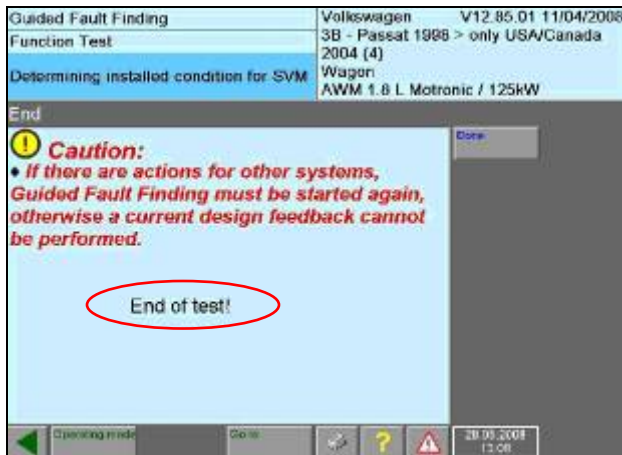 Guided Fault Finding
Function Test
Determining installed condition for SVM
Volkswagen V12.85.01 11/04/2008
3B - Passat 1998 > only USA/Canada
2004 (4)
Wagon
AWM 1.8 L Motronic / 125kW
End
! Caution:
• If there are actions for other systems,
Guided Fault Finding must be started again,
otherwise a current design feedback cannot
be performed.
End of test!
Done
Operating mode
Go to
?
13:08